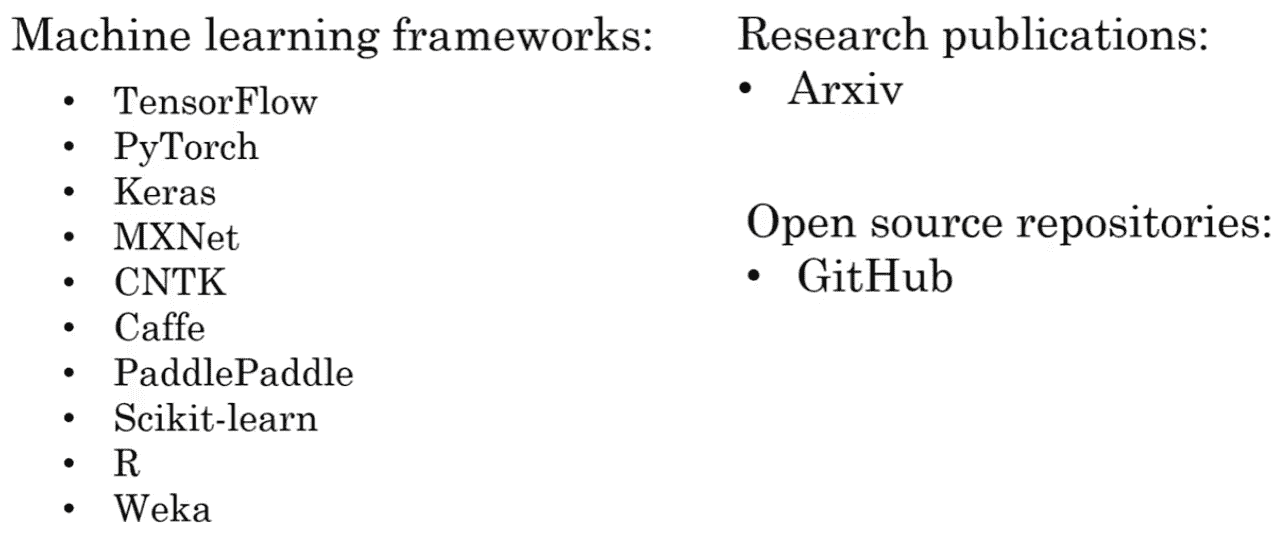 Machine learning frameworks:
• TensorFlow
• PyTorch
• Keras
• MXNet
• CNTK
• Caffe
• PaddlePaddle
• Scikit-learn
• R
• Weka
Research publications:
• Arxiv
Open source repositories:
• GitHub